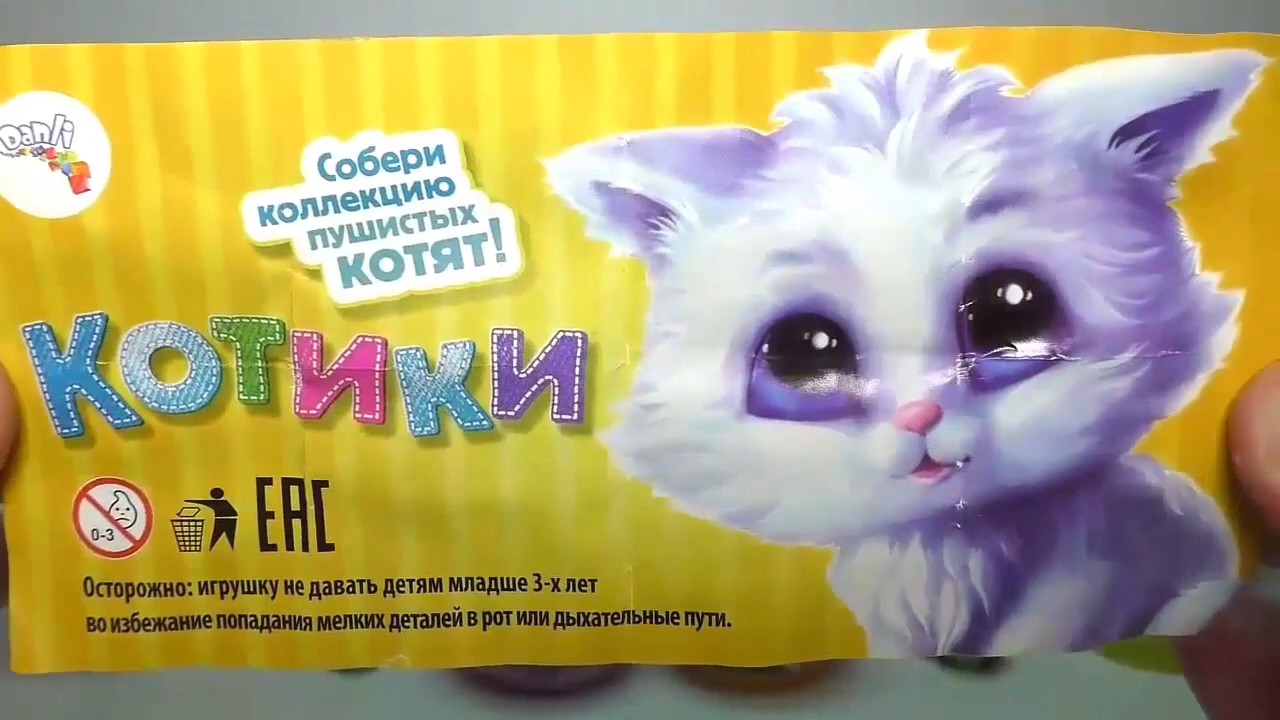 Danli
Собери
коллекцию
пушистых
КОТЯТ!
КОТИКИ
0-3
EAC
Осторожно: игрушку не давать детям младше 3-х лет
во избежание попадания мелких деталей в рот или дыхательные пути.